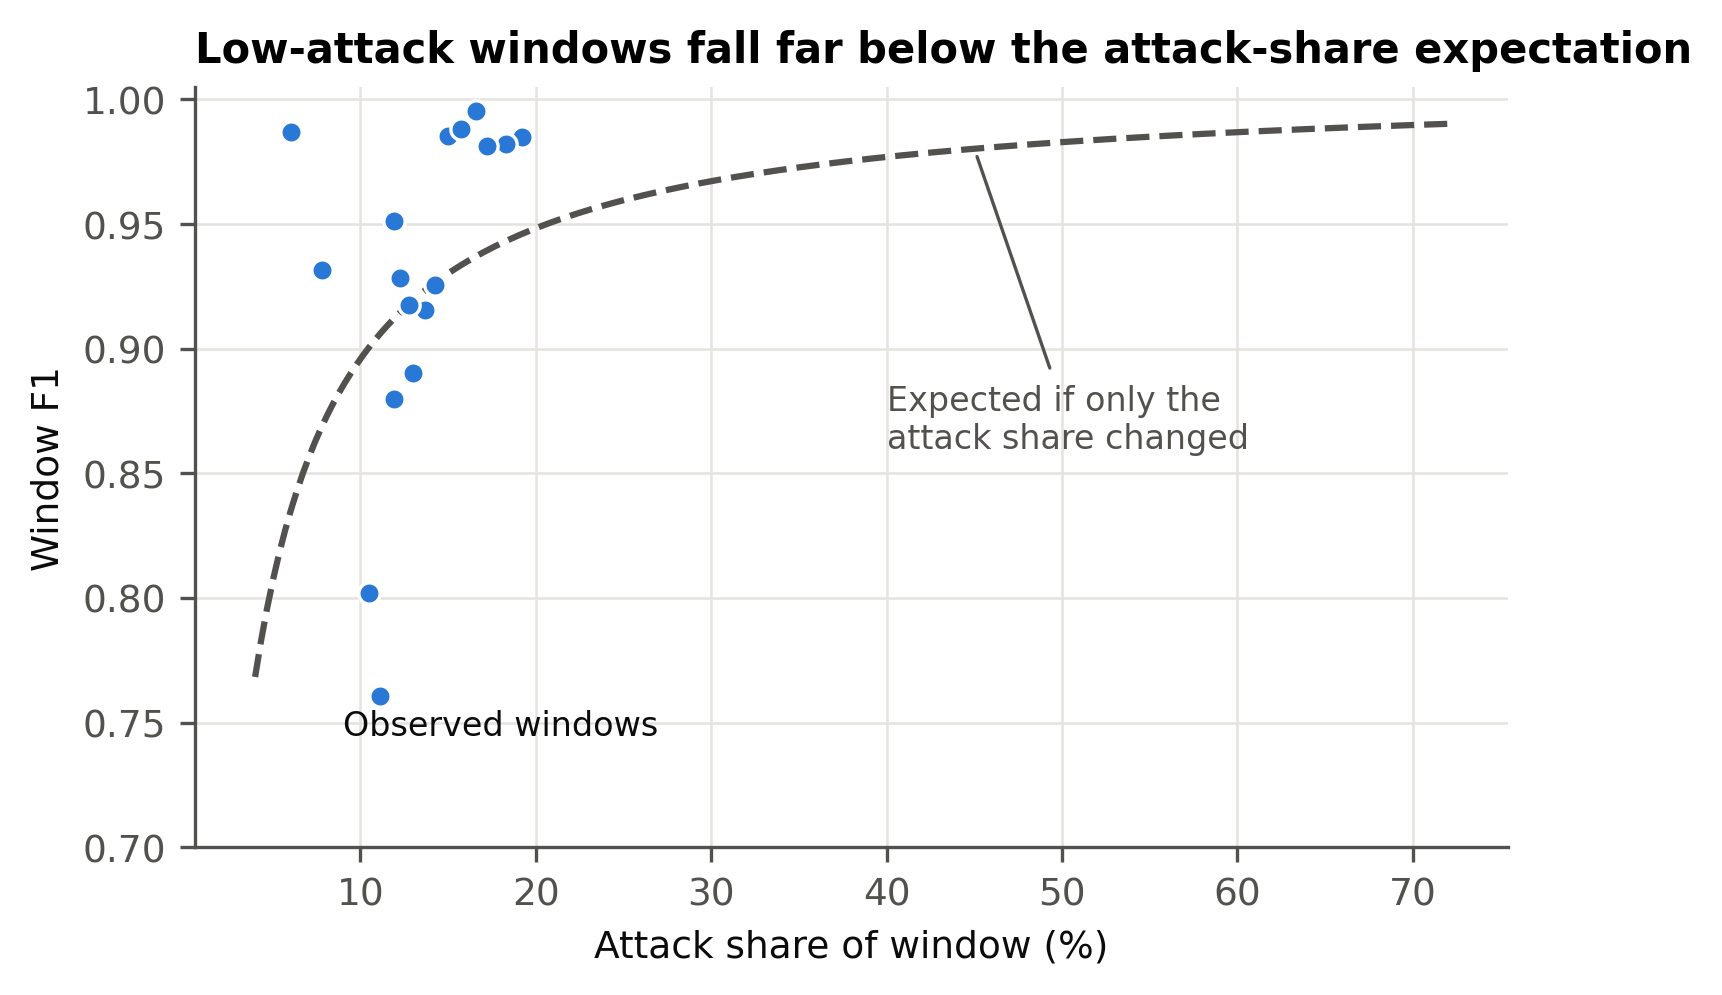 Low-attack windows fall far below the attack-share expectation
1.00
0.95
0.90
0.85
0.80
0.75
0.70
Window F1
Expected if only the
attack share changed
Observed windows
10 20 30 40 50 60 70
Attack share of window (%)